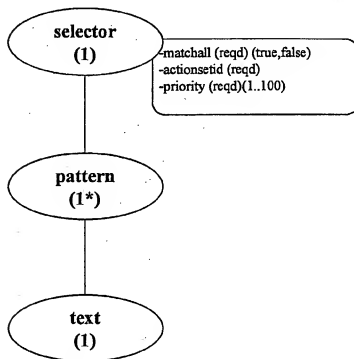 selector
(1)
-matchall (reqd) (true,false)
-actionsetid (reqd)
-priority (reqd)(1..100)
pattern
(1*)
text
(1)